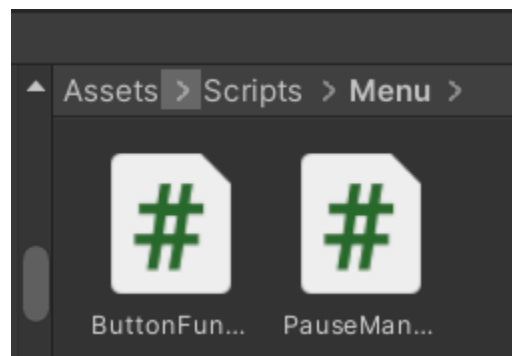 Assets > Scripts > Menu >
# #
ButtonFun... PauseMan...